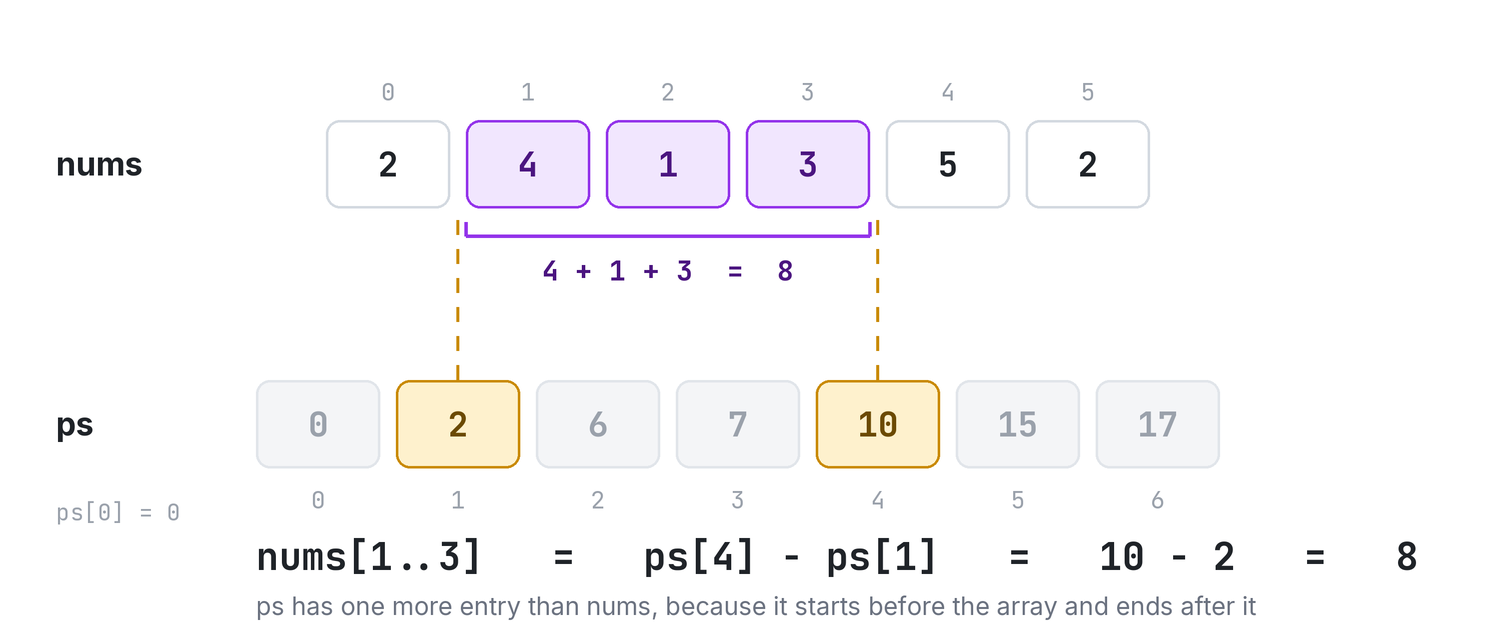 0 1 2 3 4 5
nums 2 4 1 3 5 2
4 + 1 + 3 = 8
ps 0 2 6 7 10 15 17
0 1 2 3 4 5 6
ps[0] = 0
nums[1..3] = ps[4] - ps[1] = 10 - 2 = 8
ps has one more entry than nums, because it starts before the array and ends after it